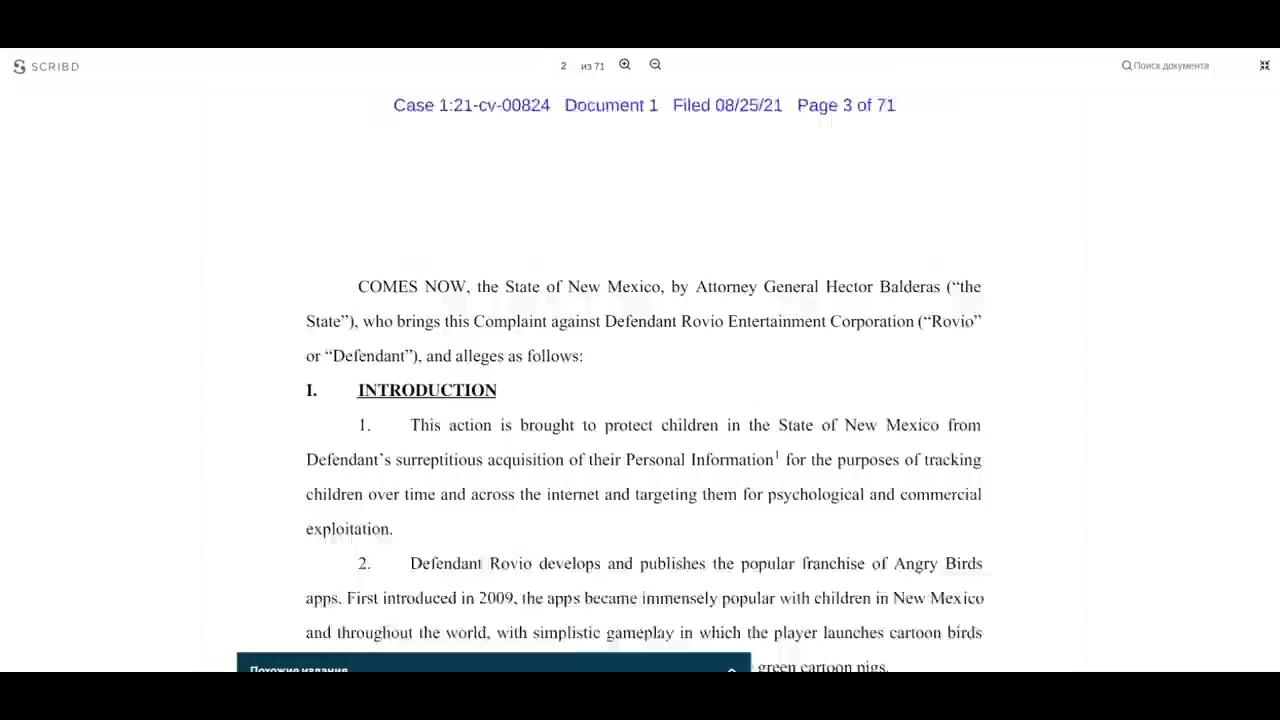 SCRIBD
2 из 71
Поиск документа
Case 1:21-cv-00824 Document 1 Filed 08/25/21 Page 3 of 71
COMES NOW, the State of New Mexico, by Attorney General Hector Balderas (“the
State”), who brings this Complaint against Defendant Rovio Entertainment Corporation (“Rovio”
or “Defendant”), and alleges as follows:
I. INTRODUCTION
1. This action is brought to protect children in the State of New Mexico from
Defendant’s surreptitious acquisition of their Personal Information1 for the purposes of tracking
children over time and across the internet and targeting them for psychological and commercial
exploitation.
2. Defendant Rovio develops and publishes the popular franchise of Angry Birds
apps. First introduced in 2009, the apps became immensely popular with children in New Mexico
and throughout the world, with simplistic gameplay in which the player launches cartoon birds
green cartoon pigs.
Похожие издания